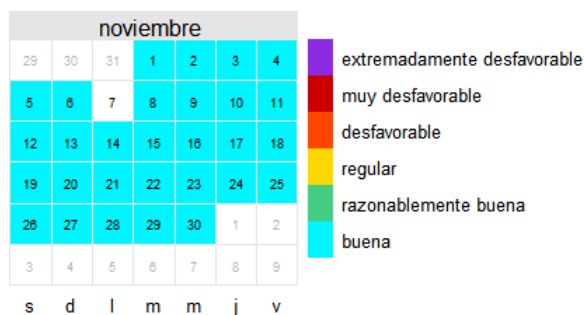 noviembre
29 30 31 1 2 3 4
5 6 7 8 9 10 11
12 13 14 15 16 17 18
19 20 21 22 23 24 25
26 27 28 29 30 1 2
3 4 5 6 7 8 9
s d l m m j v
extremadamente desfavorable
muy desfavorable
desfavorable
regular
razonablemente buena
buena